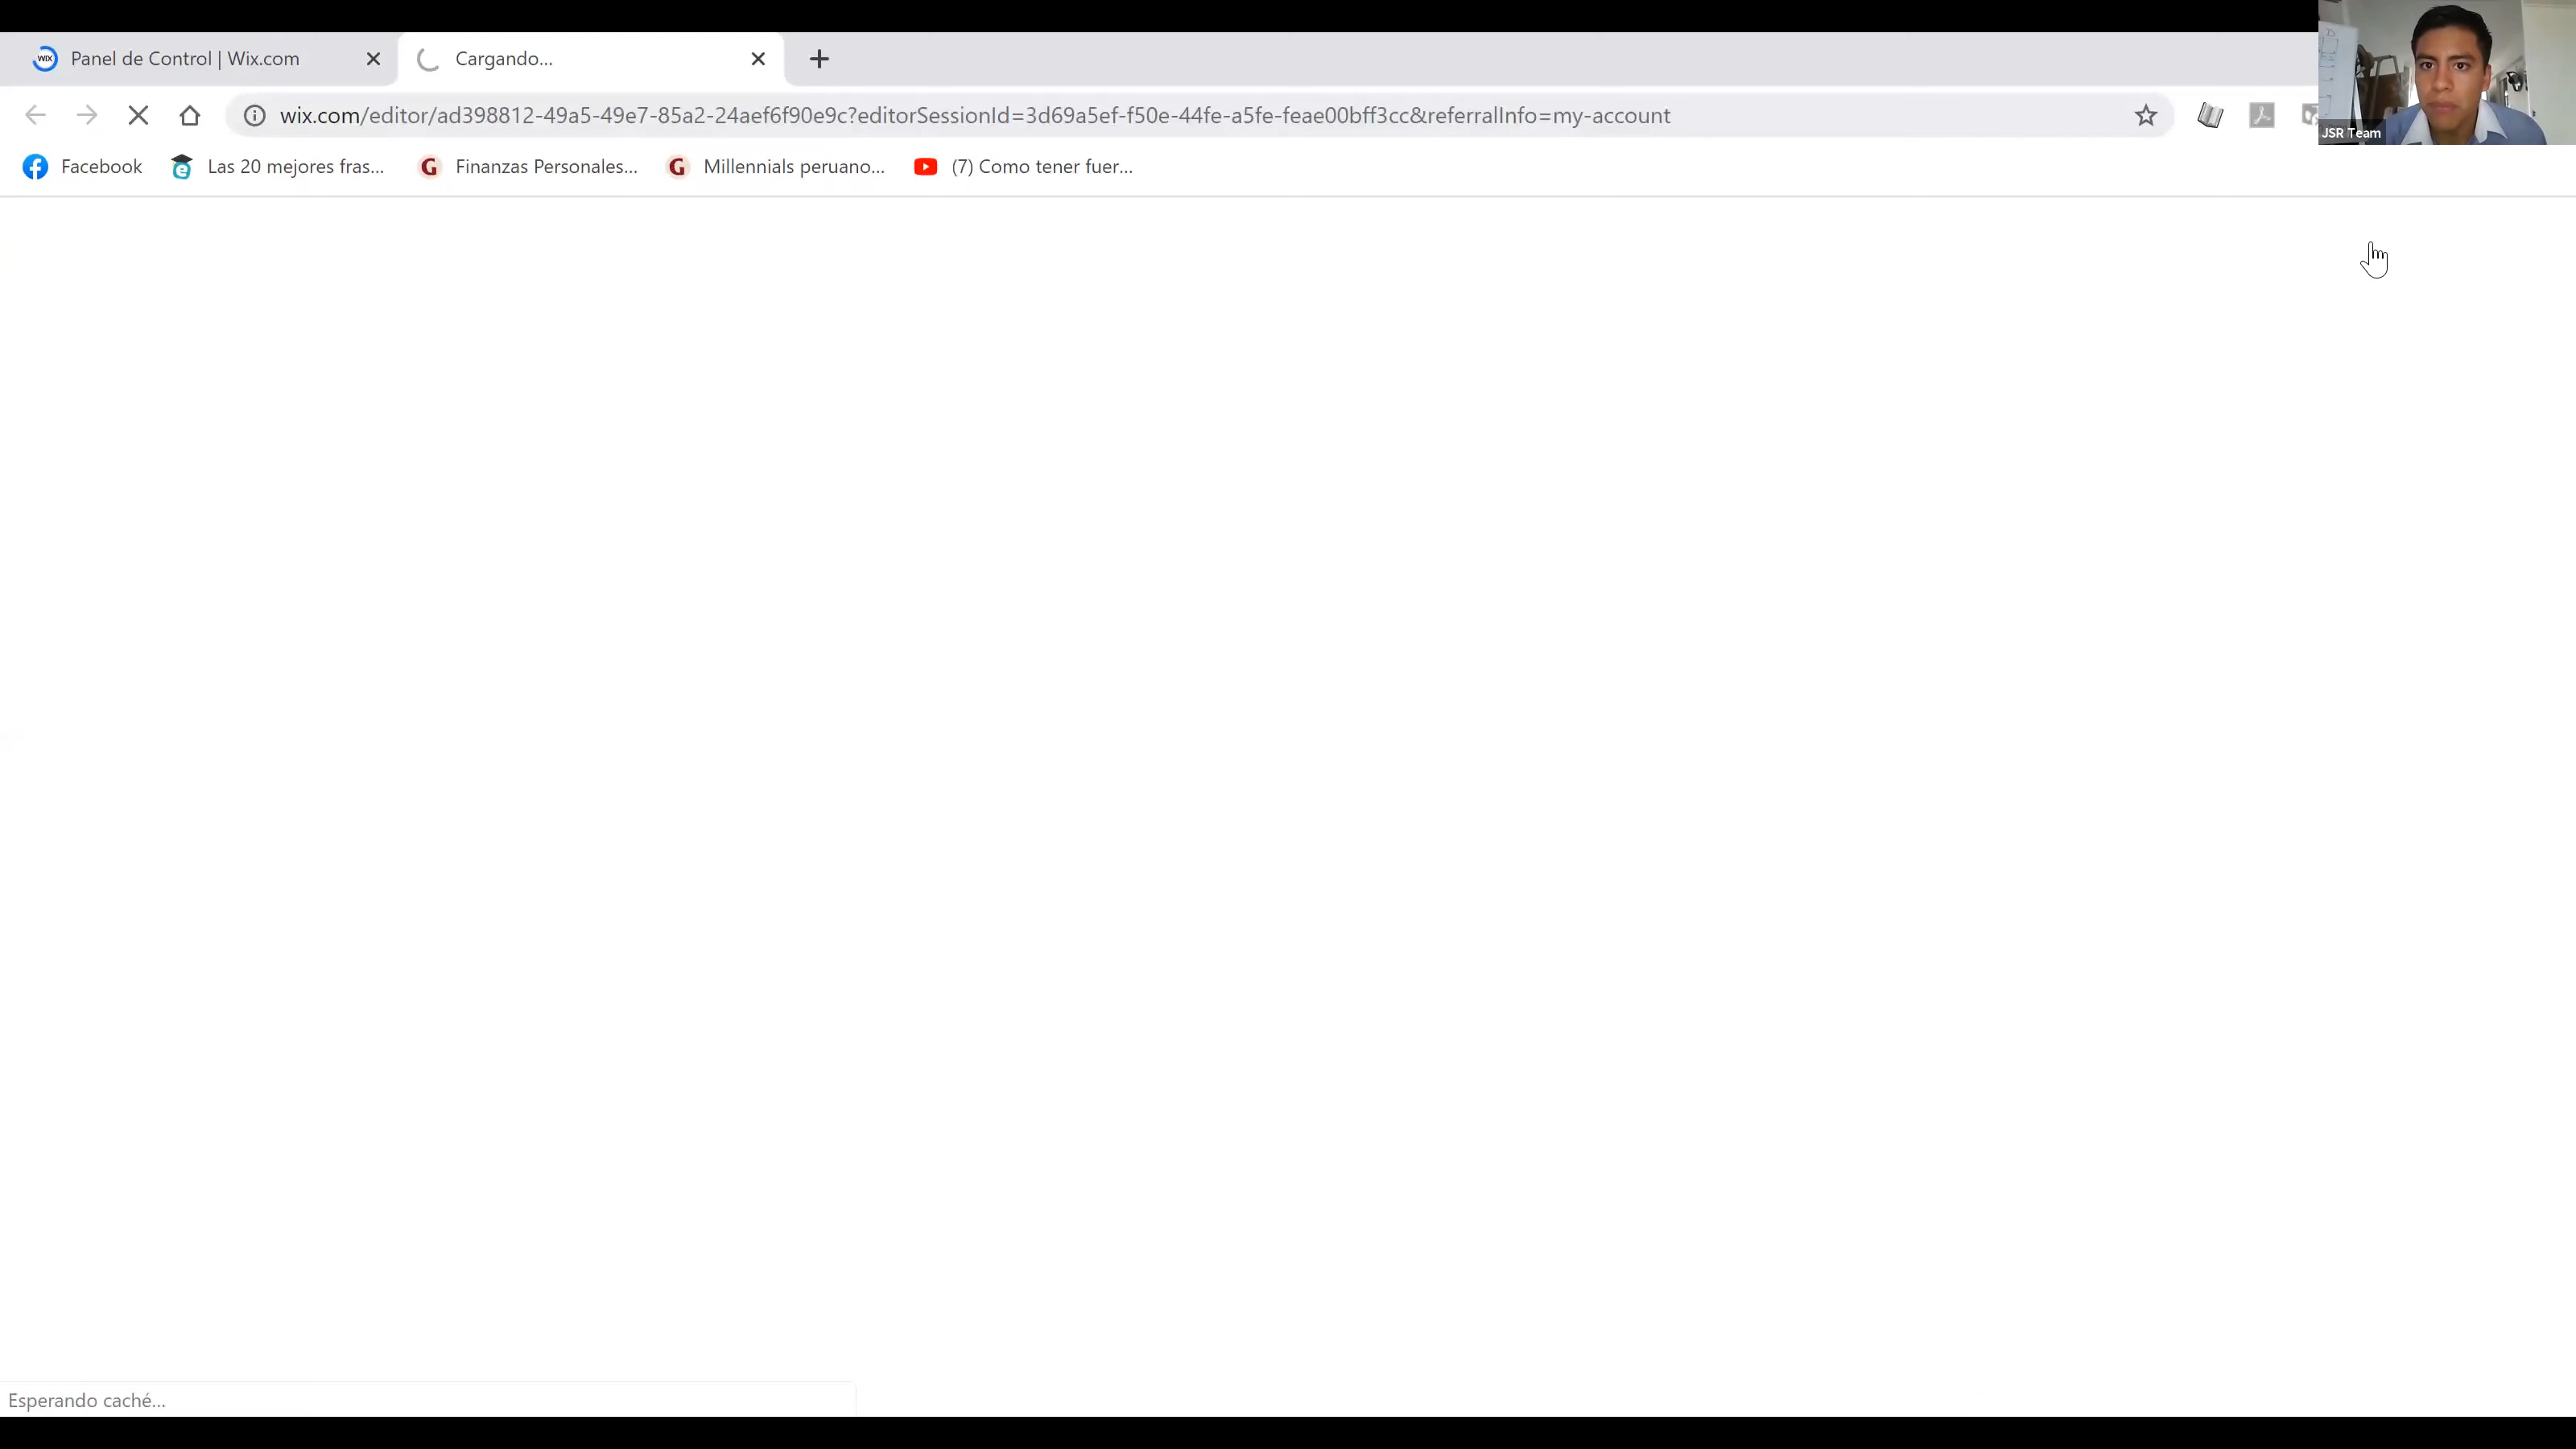 WiX Panel de Control | Wix.com
Cargando...
wix.com/editor/ad398812-49a5-49e7-85a2-24aef6f90e9c?editorSessionId=3d69a5ef-f50e-44fe-a5fe-feae00bff3cc&referralInfo=my-account
Facebook
e Las 20 mejores fras...
G Finanzas Personales...
G Millennials peruano...
(7) Como tener fuer...
JSR Team
Esperando caché...